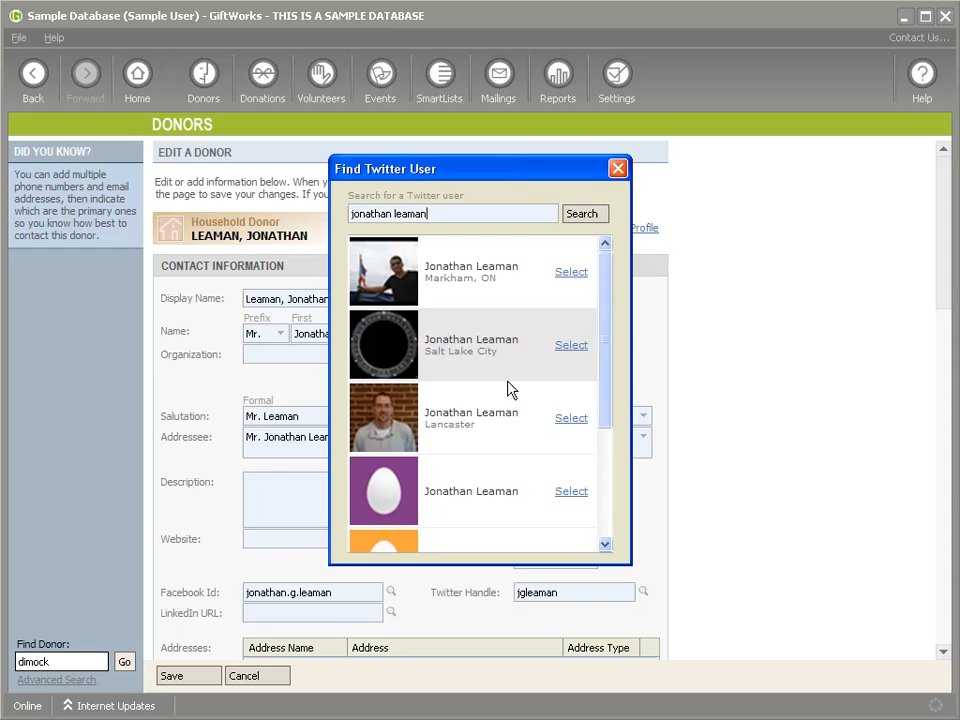 Sample Database (Sample User) - GiftWorks - THIS IS A SAMPLE DATABASE
File Help Contact Us...
Back Forward Home Donors Donations Volunteers Events SmartLists Mailings Reports Settings Help
DONORS
DID YOU KNOW?
You can add multiple
phone numbers and email
addresses, then indicate
which are the primary ones
so you know how best to
contact this donor.
EDIT A DONOR
Edit or add information below. When y
the page to save your changes. If you
Household Donor
LEAMAN, JONATHAN
Profile
CONTACT INFORMATION
Display Name: Leaman, Jonathan
Prefix First
Name: Mr. Jonatha
Organization:
Formal
Salutation: Mr. Leaman
Addressee: Mr. Jonathan Lean
Description:
Website:
Facebook Id: jonathan.g.leaman Twitter Handle: jgleaman
LinkedIn URL:
Addresses: Address Name Address Address Type
Find Twitter User
Search for a Twitter user
jonathan leaman Search
Jonathan Leaman
Markham, ON
Select
Jonathan Leaman
Salt Lake City
Select
Jonathan Leaman
Lancaster
Select
Jonathan Leaman
Select
Find Donor:
dimock Go
Advanced Search
Save Cancel
Online Internet Updates